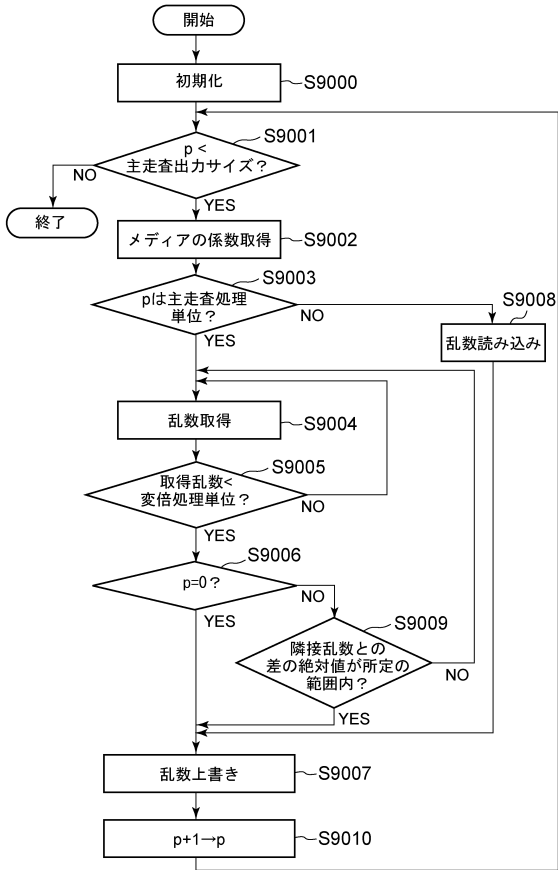 開始
初期化
S9000
p <
主走査出力サイズ？
S9001
NO
YES
終了
メディアの係数取得
S9002
pは主走査処理
単位？
S9003
NO
YES
S9008
乱数読み込み
乱数取得
S9004
取得乱数<
変倍処理単位？
S9005
NO
YES
p=0？
S9006
NO
YES
S9009
隣接乱数との
差の絶対値が所定の
範囲内？
NO
YES
乱数上書き
S9007
p+1→p
S9010